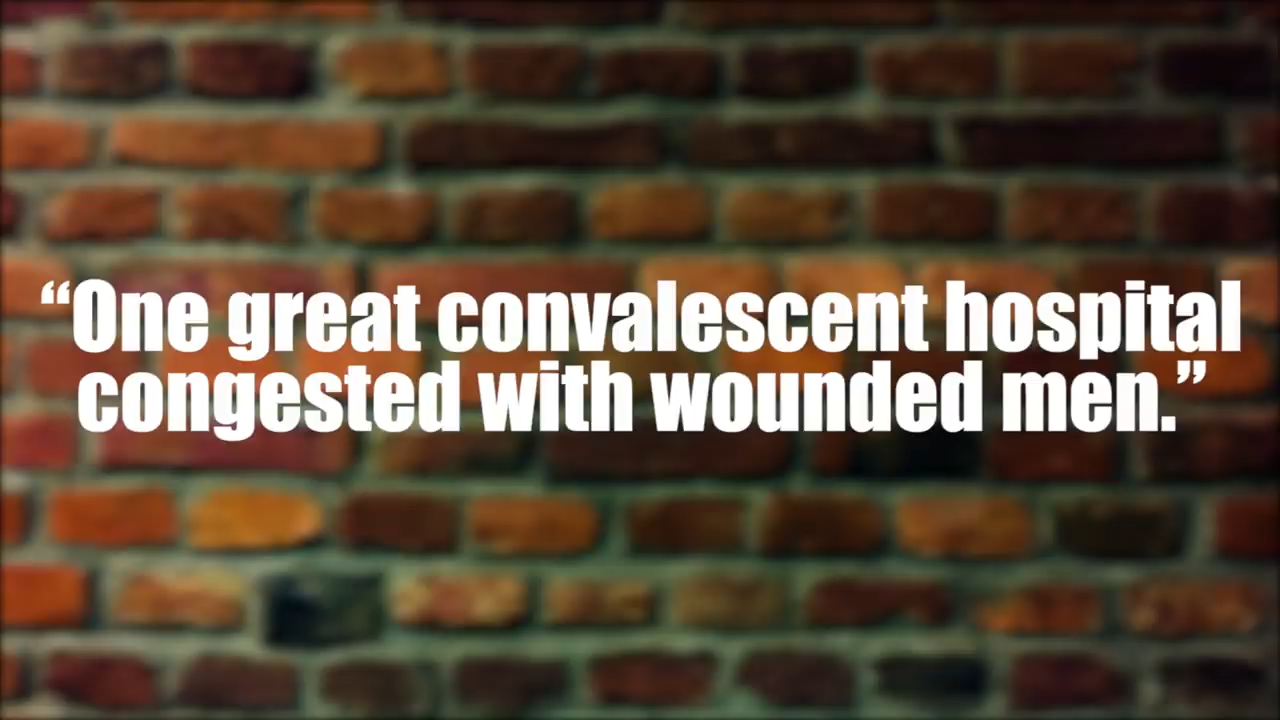 “One great convalescent hospital
congested with wounded men.”